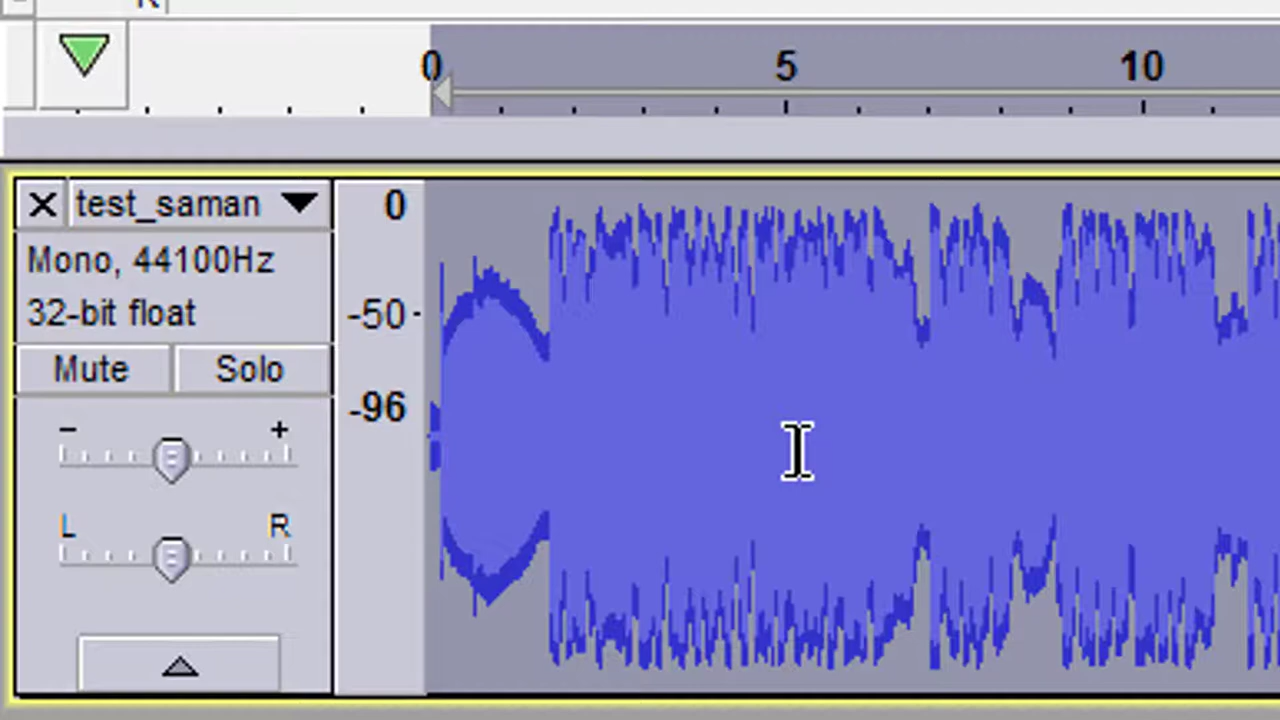 R
0 5 10
test_saman
Mono, 44100Hz
32-bit float
Mute Solo
- +
L R
0
-50
-96